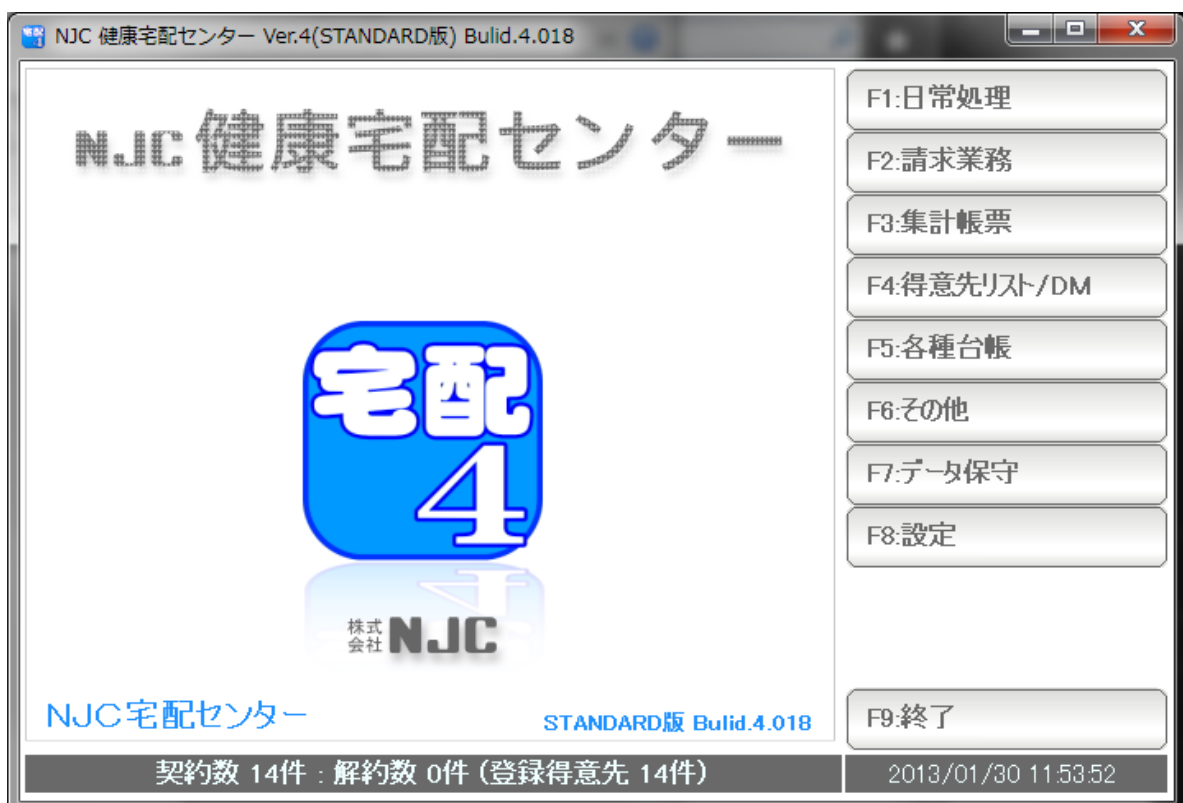 NJC 健康宅配センター Ver.4(STANDARD版) Bulid.4.018
NJC 健康宅配センター
宅配
4
株式会社 NJC
NJC宅配センター
STANDARD版 Bulid.4.018
F1:日常処理
F2:請求業務
F3:集計帳票
F4:得意先リスト/DM
F5:各種台帳
F6:その他
F7:データ保守
F8:設定
F9:終了
契約数 14件 : 解約数 0件 (登録得意先 14件)
2013/01/30 11:53:52